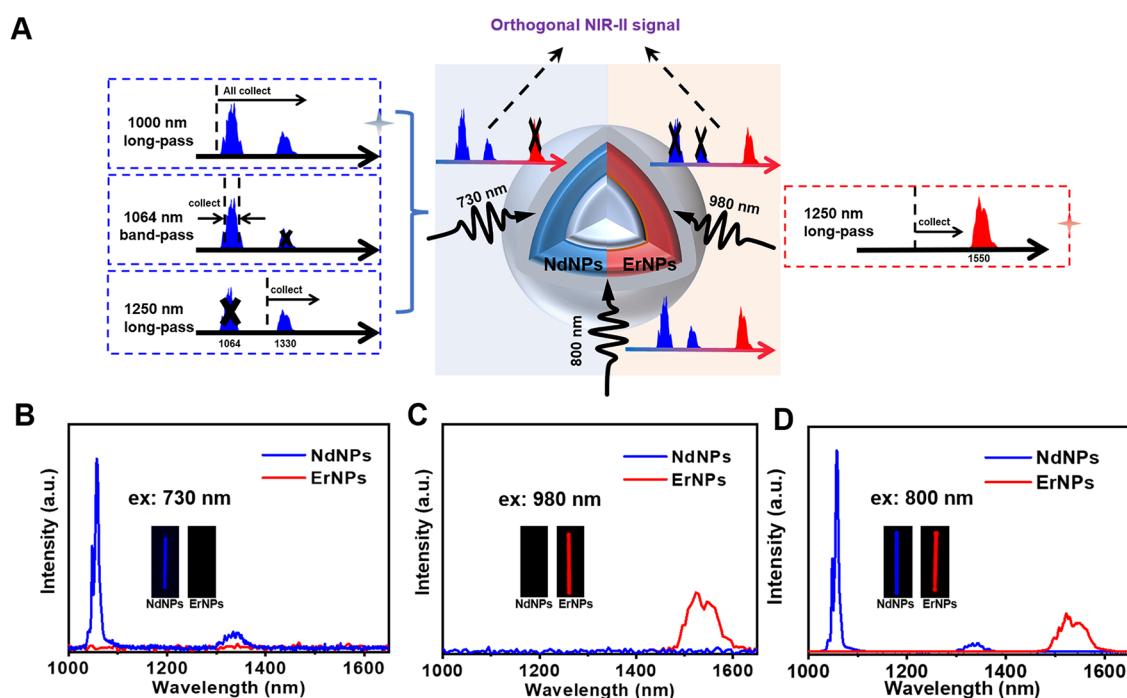 A
Orthogonal NIR-II signal
All collect
1000 nm
long-pass
collect
1064 nm
band-pass
collect
1250 nm
long-pass
1064
1330
730 nm
980 nm
NdNPs
ErNPs
800 nm
1250 nm
long-pass
collect
1550
B
Intensity (a.u.)
NdNPs
ErNPs
ex: 730 nm
NdNPs
ErNPs
1000
1200
1400
1600
Wavelength (nm)
C
Intensity (a.u.)
NdNPs
ErNPs
ex: 980 nm
NdNPs
ErNPs
1000
1200
1400
1600
Wavelength (nm)
D
Intensity (a.u.)
NdNPs
ErNPs
ex: 800 nm
NdNPs
ErNPs
1000
1200
1400
1600
Wavelength (nm)